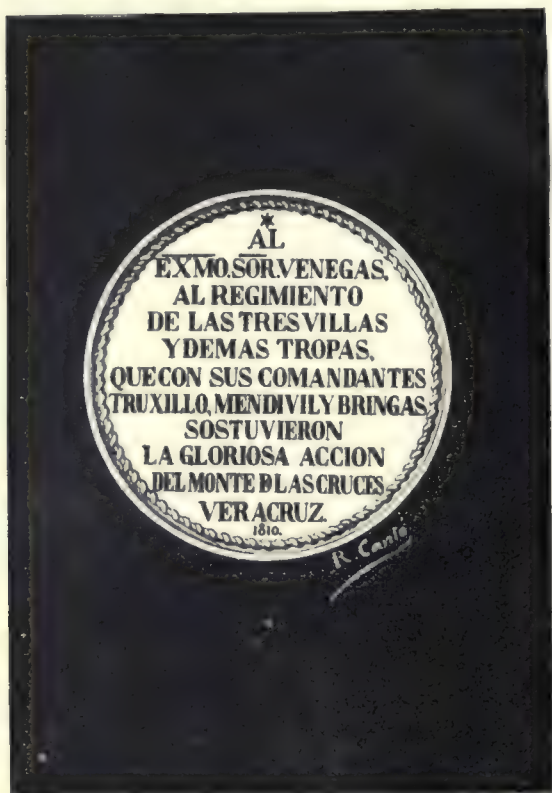 *
AL
EXMO. SOR VENEGAS,
AL REGIMIENTO
DE LAS TRES VILLAS
Y DEMAS TROPAS,
QUE CON SUS COMANDANTES
TRUXILLO, MENDIVIL Y BRINGAS,
SOSTUVIERON
LA GLORIOSA ACCION
DEL MONTE D LAS CRUCES
VERACRUZ.
1810.
R. Canto